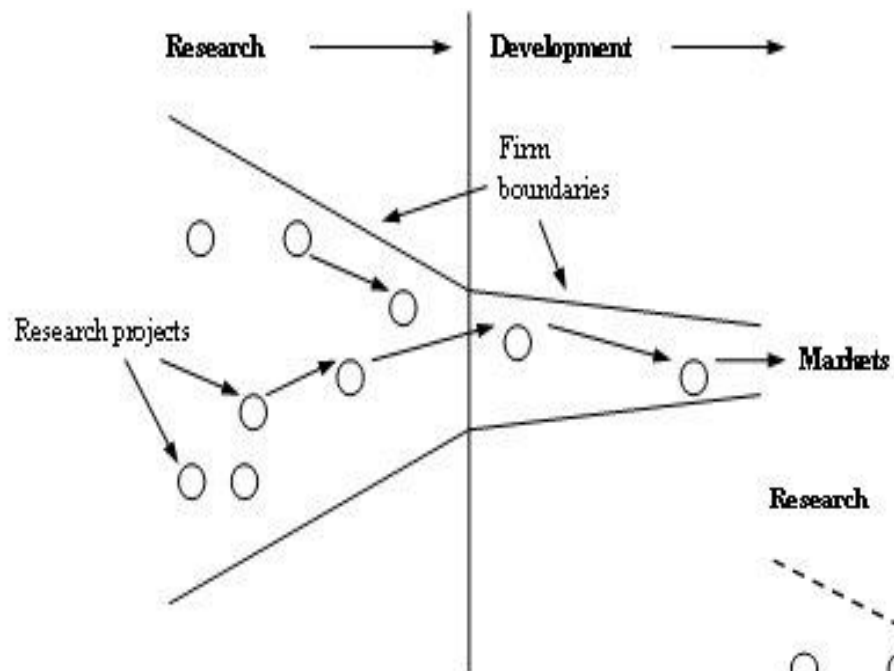 Research
Development
Firm
boundaries
Research projects
Markets
Research